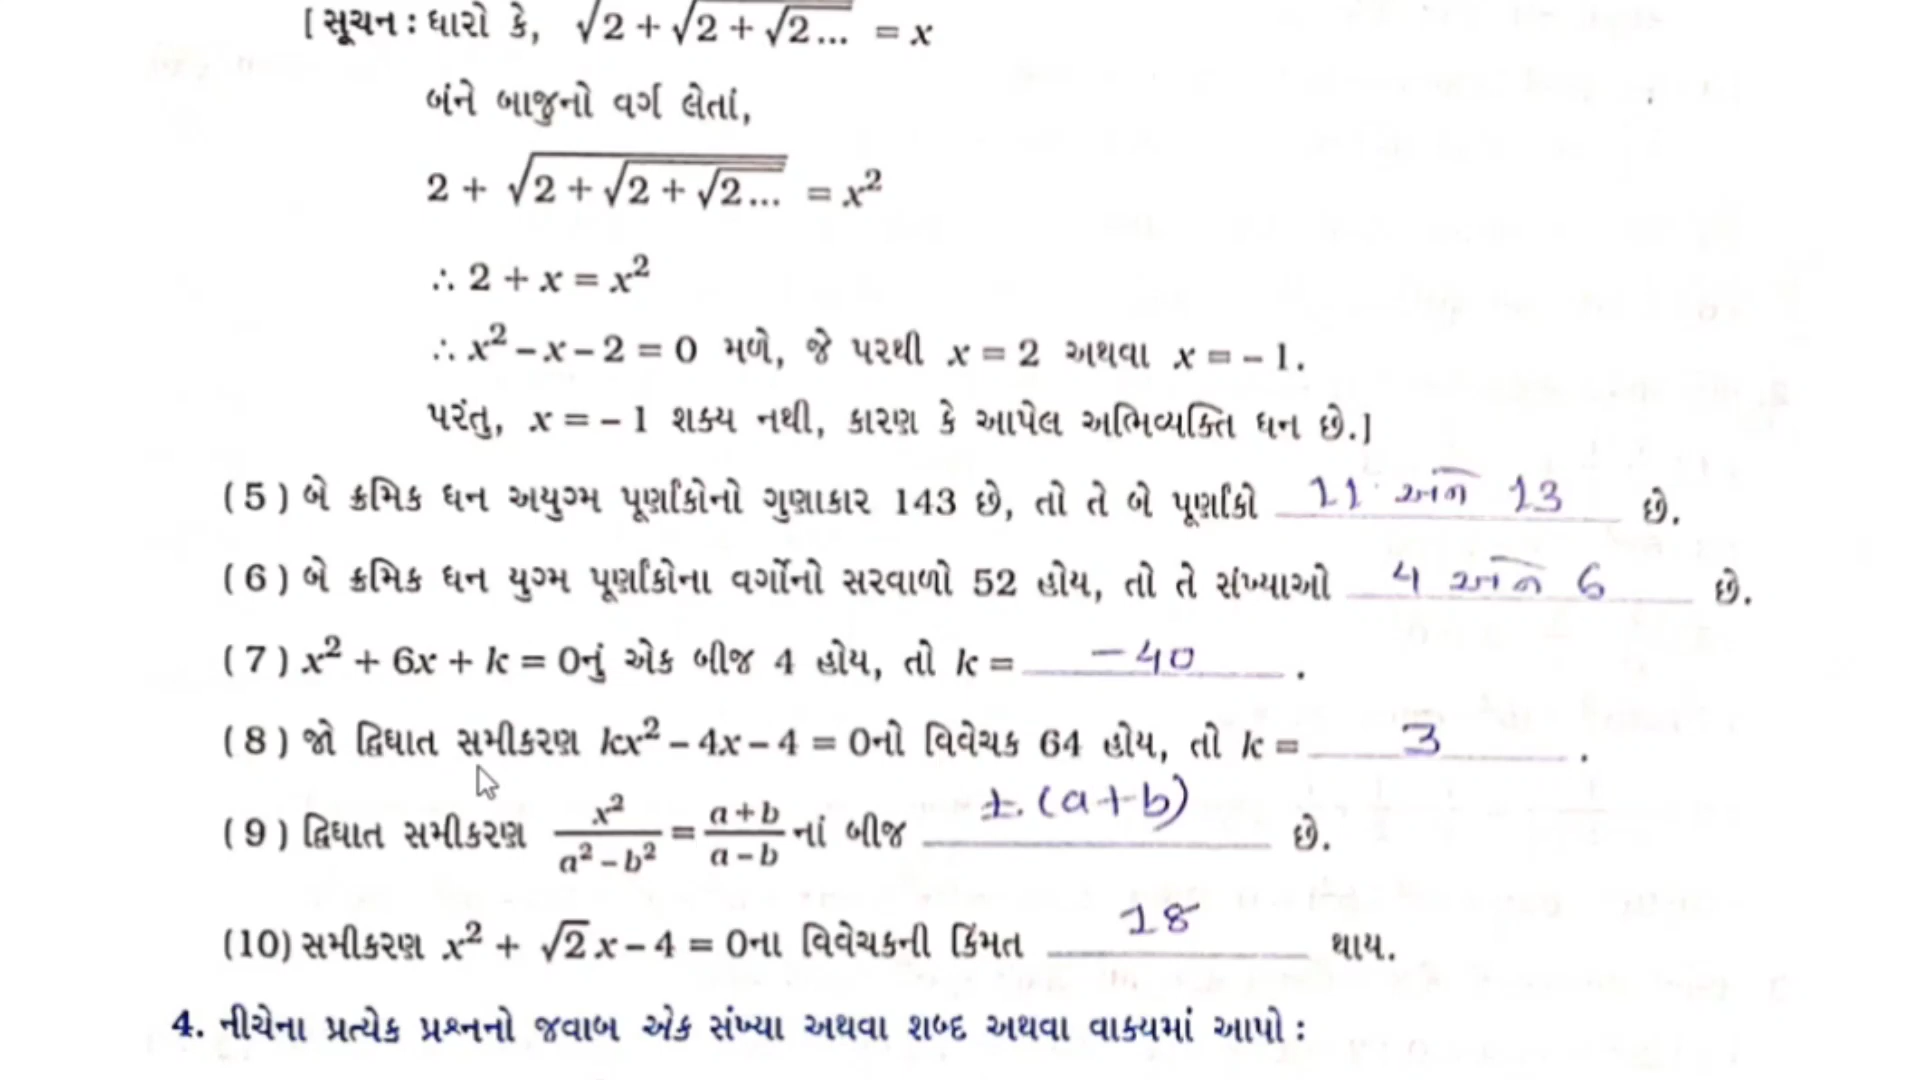 [ સૂચન : ધારો કે, √2 + √2 + √2... = x
બંને બાજુનો વર્ગ લેતાં,
2 + √2 + √2 + √2... = x²
∴ 2 + x = x²
∴ x² – x – 2 = 0 મળે, જે પરથી x = 2 અથવા x = – 1.
પરંતુ, x = – 1 શક્ય નથી, કારણ કે આપેલ અભિવ્યક્તિ ધન છે.]
( 5 ) બે ક્રમિક ધન અયુગ્મ પૂર્ણાંકોનો ગુણાકાર 143 છે, તો તે બે પૂર્ણાંકો 11 અને 13 છે.
( 6 ) બે ક્રમિક ધન યુગ્મ પૂર્ણાંકોના વર્ગોનો સરવાળો 52 હોય, તો તે સંખ્યાઓ 4 અને 6 છે.
( 7 ) x² + 6x + k = 0નું એક બીજ 4 હોય, તો k = –40 .
( 8 ) જો દ્વિઘાત સમીકરણ kx² – 4x – 4 = 0નો વિવેચક 64 હોય, તો k = 3 .
( 9 ) દ્વિઘાત સમીકરણ x²/a² – b² = a + b/a – b નાં બીજ ±(a+b) છે.
(10) સમીકરણ x² + √2 x – 4 = 0ના વિવેચકની કિંમત 18 થાય.
4. નીચેના પ્રત્યેક પ્રશ્નનો જવાબ એક સંખ્યા અથવા શબ્દ અથવા વાક્યમાં આપો :